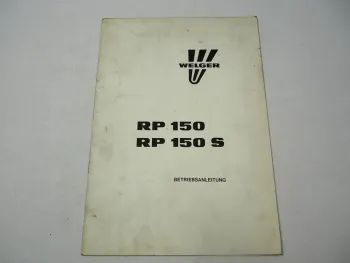 WELGER
RP 150
RP 150 S
BETRIEBSANLEITUNG